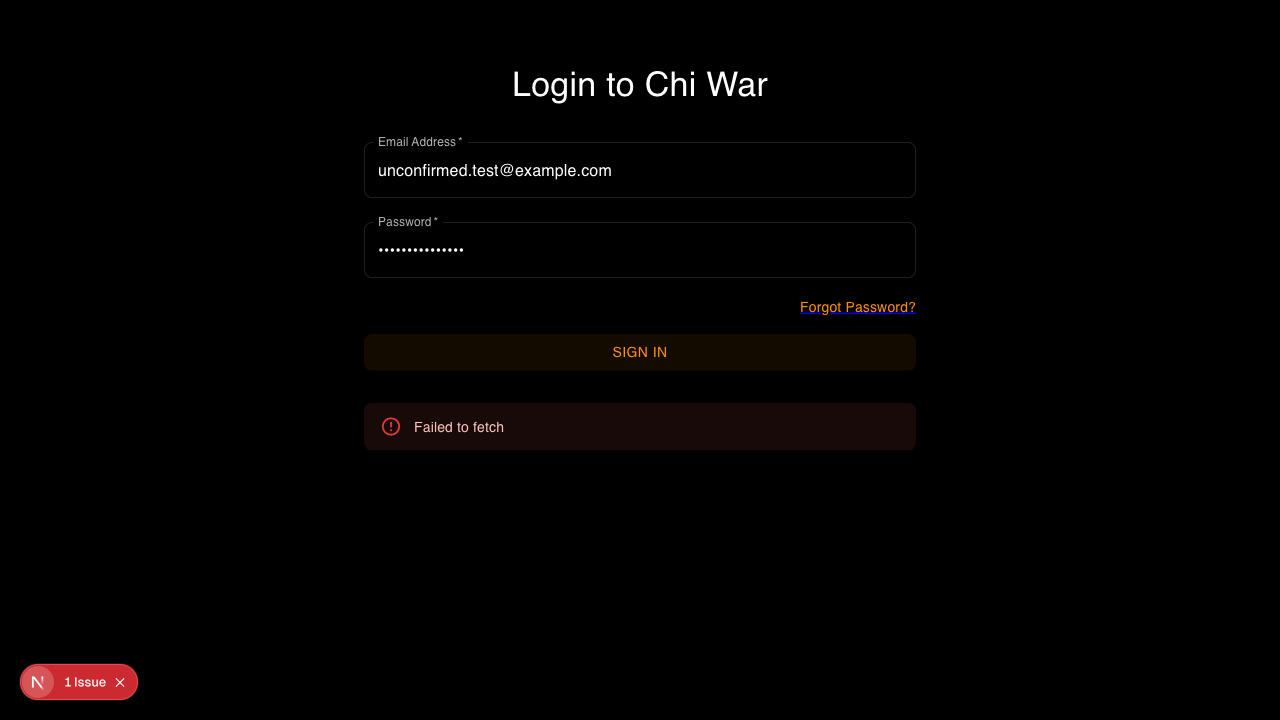 Login to Chi War
Email Address *
unconfirmed.test@example.com
Password *
•••••••••••••••
Forgot Password?
SIGN IN
Failed to fetch
N 1 Issue